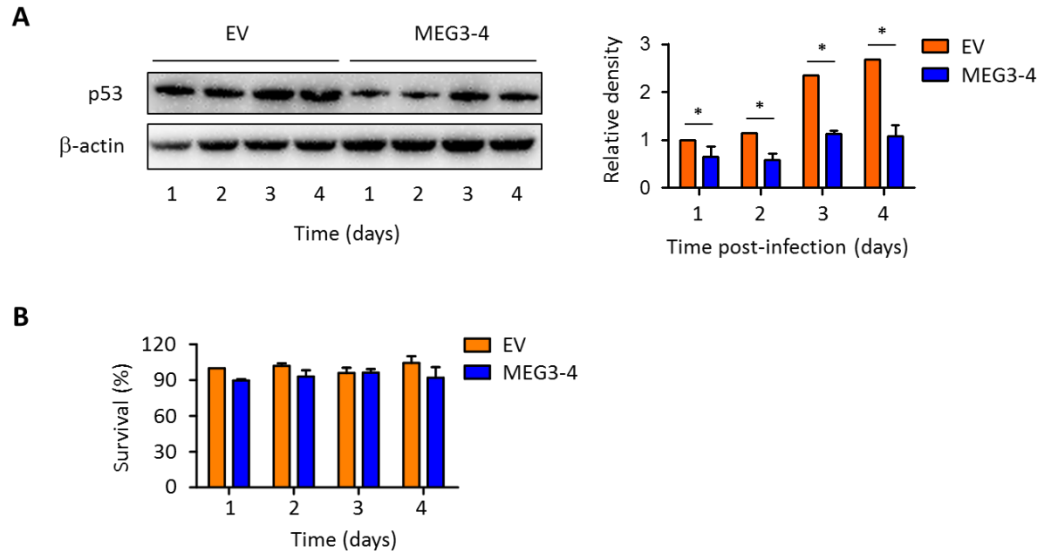 A
EV MEG3-4
p53
β-actin
1 2 3 4 1 2 3 4
Time (days)
Relative density
3
2
1
0
* * * *
EV
MEG3-4
1 2 3 4
Time post-infection (days)
B
Survival (%)
120
90
60
30
0
EV
MEG3-4
1 2 3 4
Time (days)